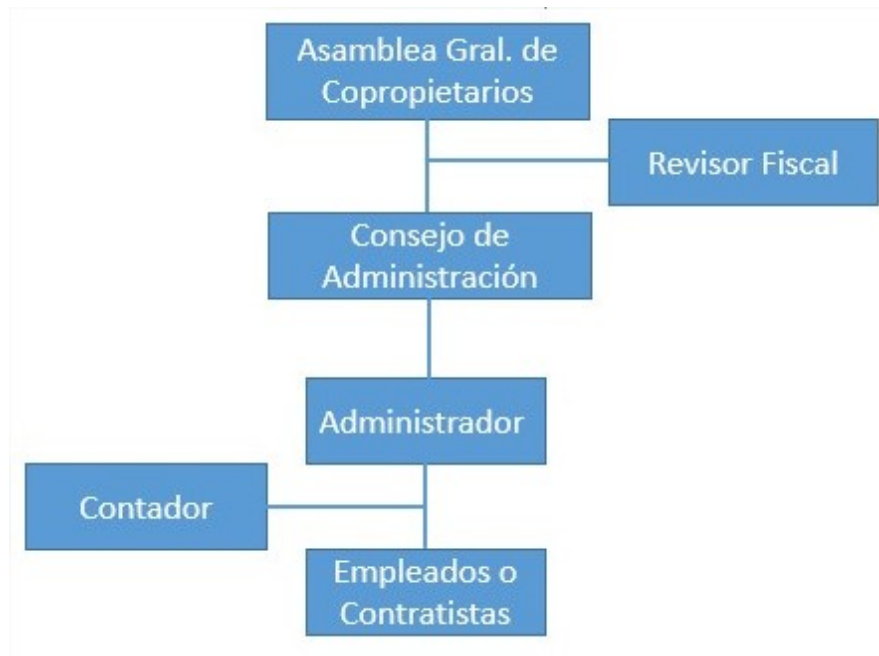 Asamblea Gral. de
Copropietarios
Revisor Fiscal
Consejo de
Administración
Administrador
Contador
Empleados o
Contratistas